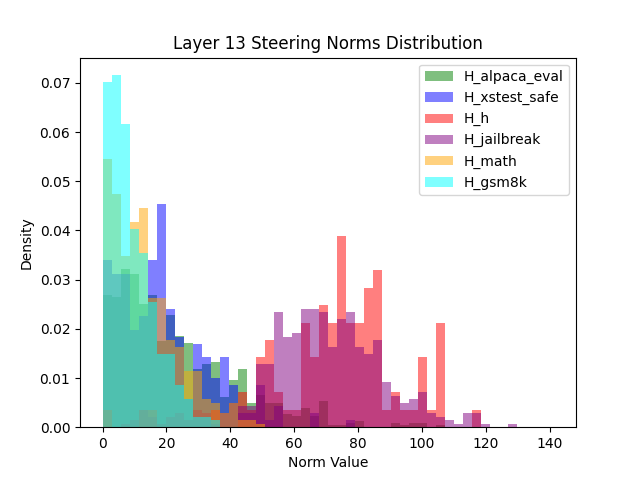 Layer 13 Steering Norms Distribution
H_alpaca_eval
H_xstest_safe
H_h
H_jailbreak
H_math
H_gsm8k
Density
0.07
0.06
0.05
0.04
0.03
0.02
0.01
0.00
0 20 40 60 80 100 120 140
Norm Value